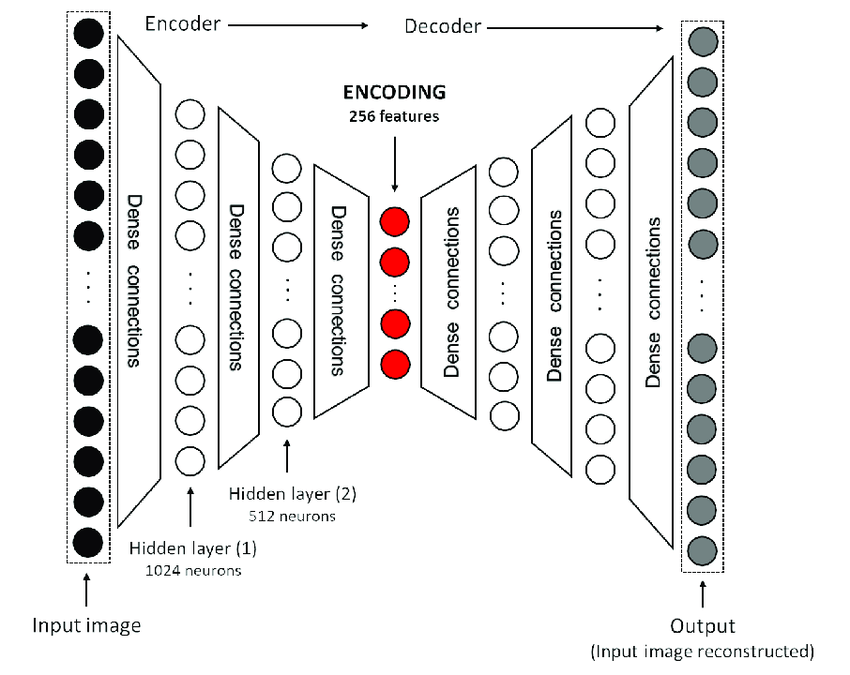 Encoder
Decoder
ENCODING
256 features
Dense connections
Dense connections
Dense connections
Dense connections
Dense connections
Dense connections
Hidden layer (2)
512 neurons
Hidden layer (1)
1024 neurons
Input image
Output
(Input image reconstructed)